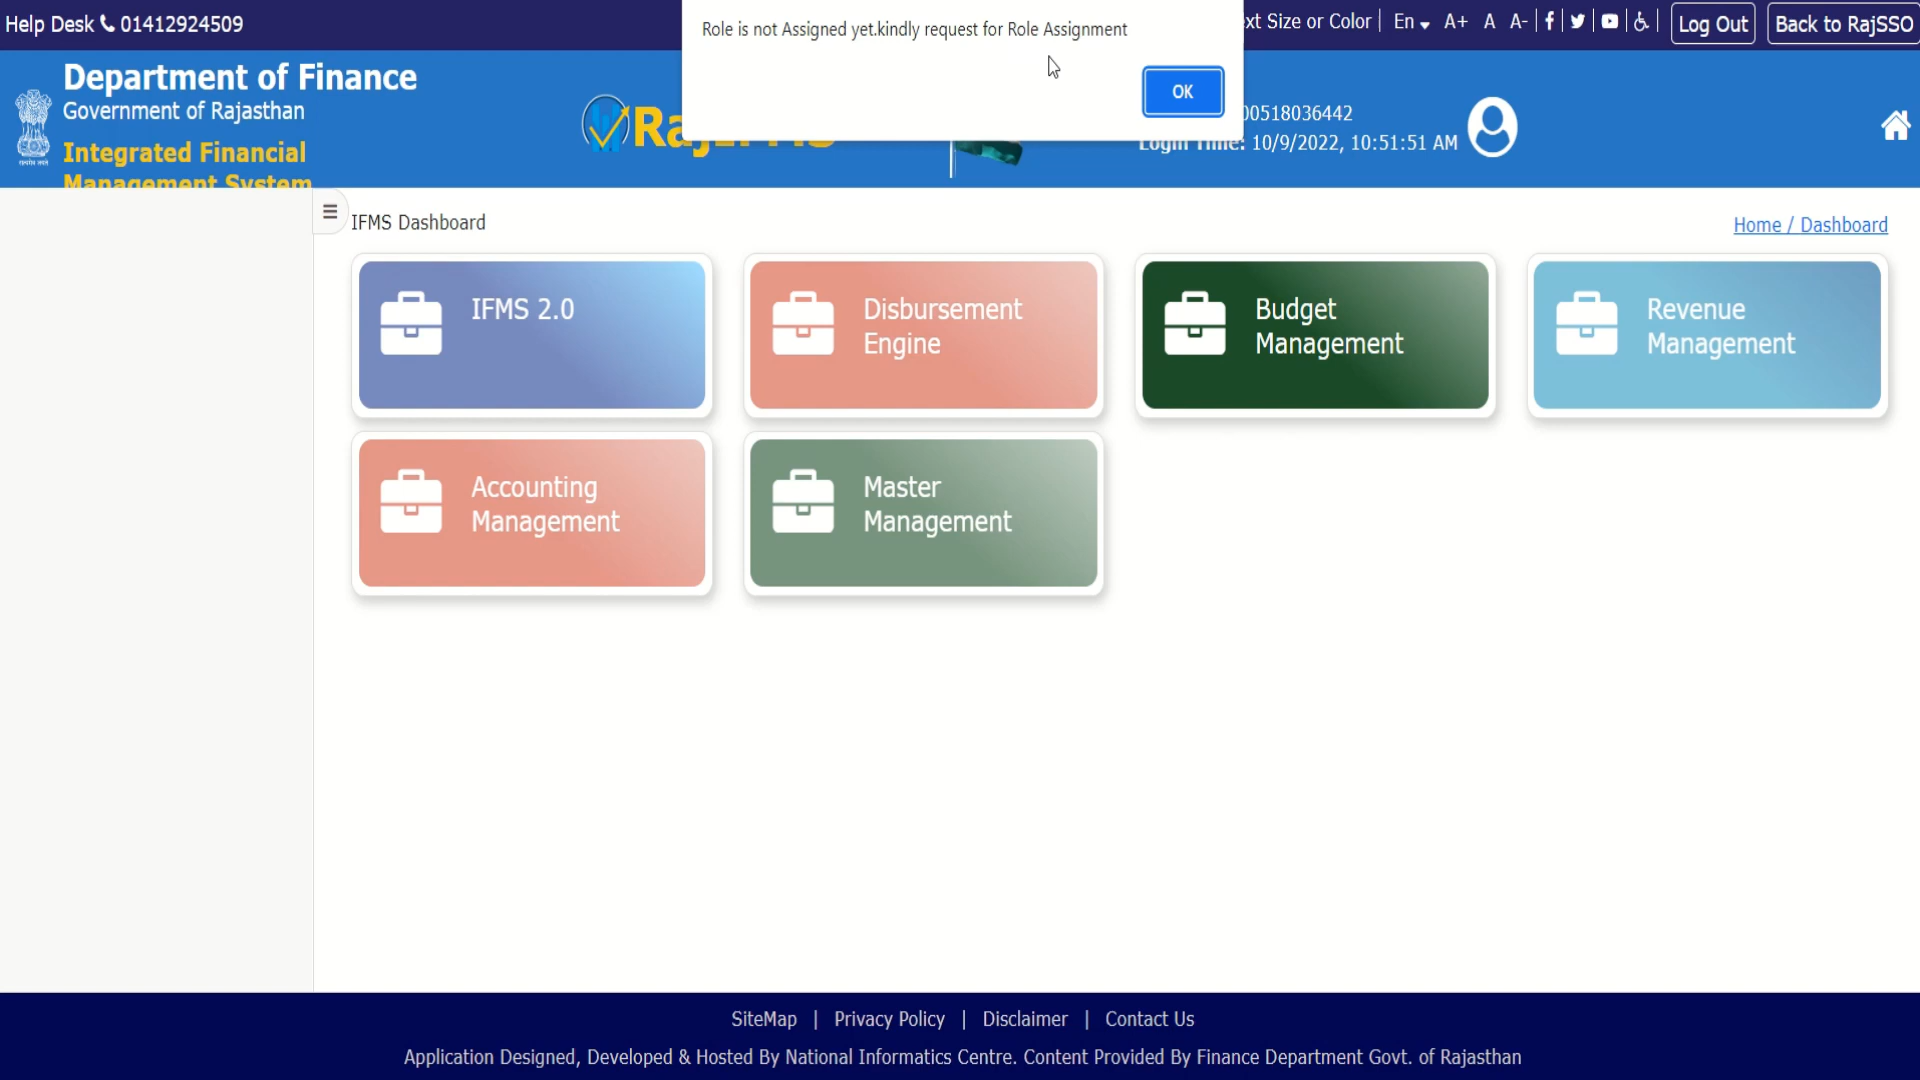 Help Desk 01412924509
Role is not Assigned yet.kindly request for Role Assignment
OK
ext Size or Color | En A+ A A- | Log Out Back to RajSSO
Department of Finance
Government of Rajasthan
Integrated Financial
Management System
राज्यमेव
00518036442
Login Time: 10/9/2022, 10:51:51 AM
IFMS Dashboard
Home / Dashboard
IFMS 2.0
Disbursement
Engine
Budget
Management
Revenue
Management
Accounting
Management
Master
Management
SiteMap | Privacy Policy | Disclaimer | Contact Us
Application Designed, Developed & Hosted By National Informatics Centre. Content Provided By Finance Department Govt. of Rajasthan